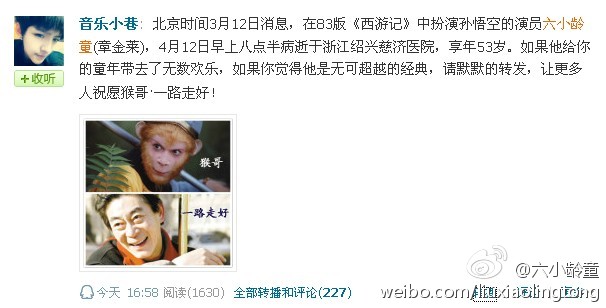 音乐小巷：北京时间3月12日消息，在83版《西游记》中扮演孙悟空的演员六小龄
童(章金莱)，4月12日早上八点半病逝于浙江绍兴慈济医院，享年53岁。如果他给你
的童年带去了无数欢乐，如果你觉得他是无可超越的经典，请默默的转发，让更多
人祝愿猴哥·一路走好！
+收听
猴哥
一路走好
今天 16:58 阅读(1630) 全部转播和评论(227)
@六小龄童
weibo.com/liuxiaolingtong